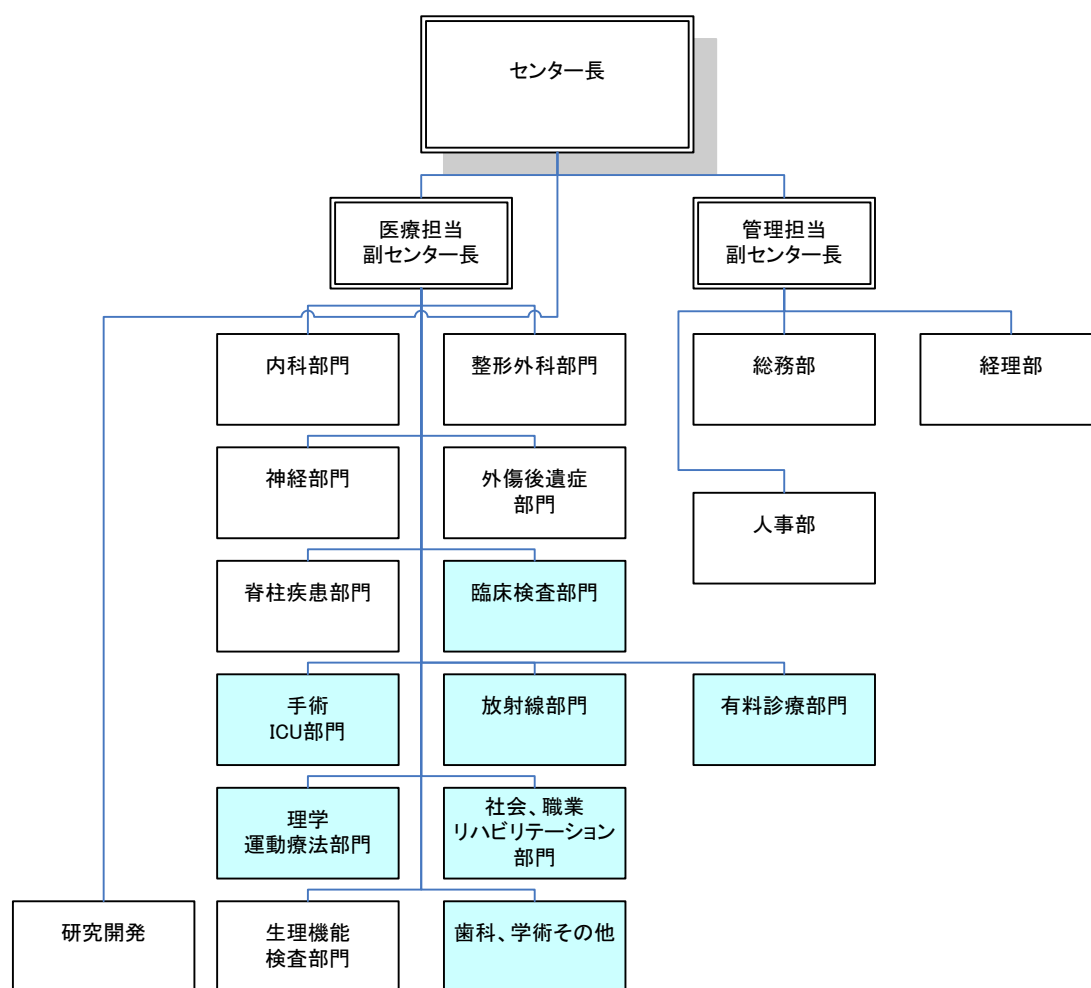 センター長
医療担当
副センター長
管理担当
副センター長
内科部門
整形外科部門
総務部
経理部
神経部門
外傷後遺症
部門
人事部
脊柱疾患部門
臨床検査部門
手術
ICU部門
放射線部門
有料診療部門
理学
運動療法部門
社会、職業
リハビリテーション
部門
研究開発
生理機能
検査部門
歯科、学術その他